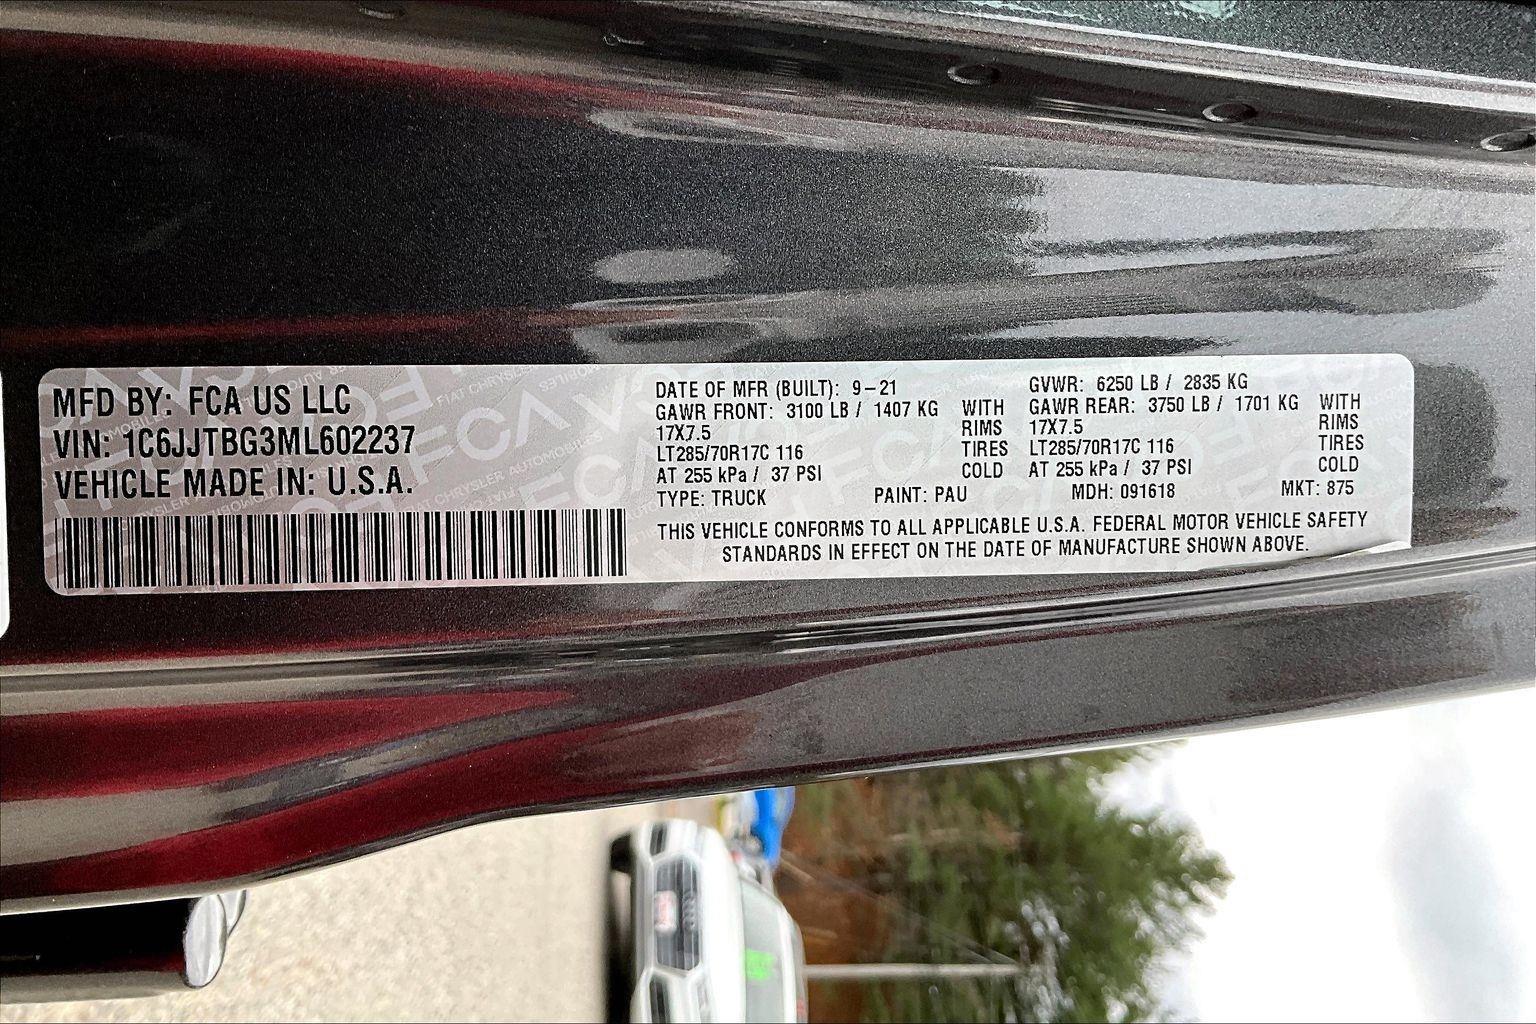 MFD BY: FCA US LLC
VIN: 1C6JJTBG3ML602237
VEHICLE MADE IN: U.S.A.
DATE OF MFR (BUILT): 9-21
GAWR FRONT: 3100 LB / 1407 KG WITH
17X7.5 RIMS
LT285/70R17C 116 TIRES
AT 255 kPa / 37 PSI COLD
GVWR: 6250 LB / 2835 KG
GAWR REAR: 3750 LB / 1701 KG WITH
17X7.5 RIMS
LT285/70R17C 116 TIRES
AT 255 kPa / 37 PSI COLD
TYPE: TRUCK PAINT: PAU MDH: 091618 MKT: 875
THIS VEHICLE CONFORMS TO ALL APPLICABLE U.S.A. FEDERAL MOTOR VEHICLE SAFETY
STANDARDS IN EFFECT ON THE DATE OF MANUFACTURE SHOWN ABOVE.